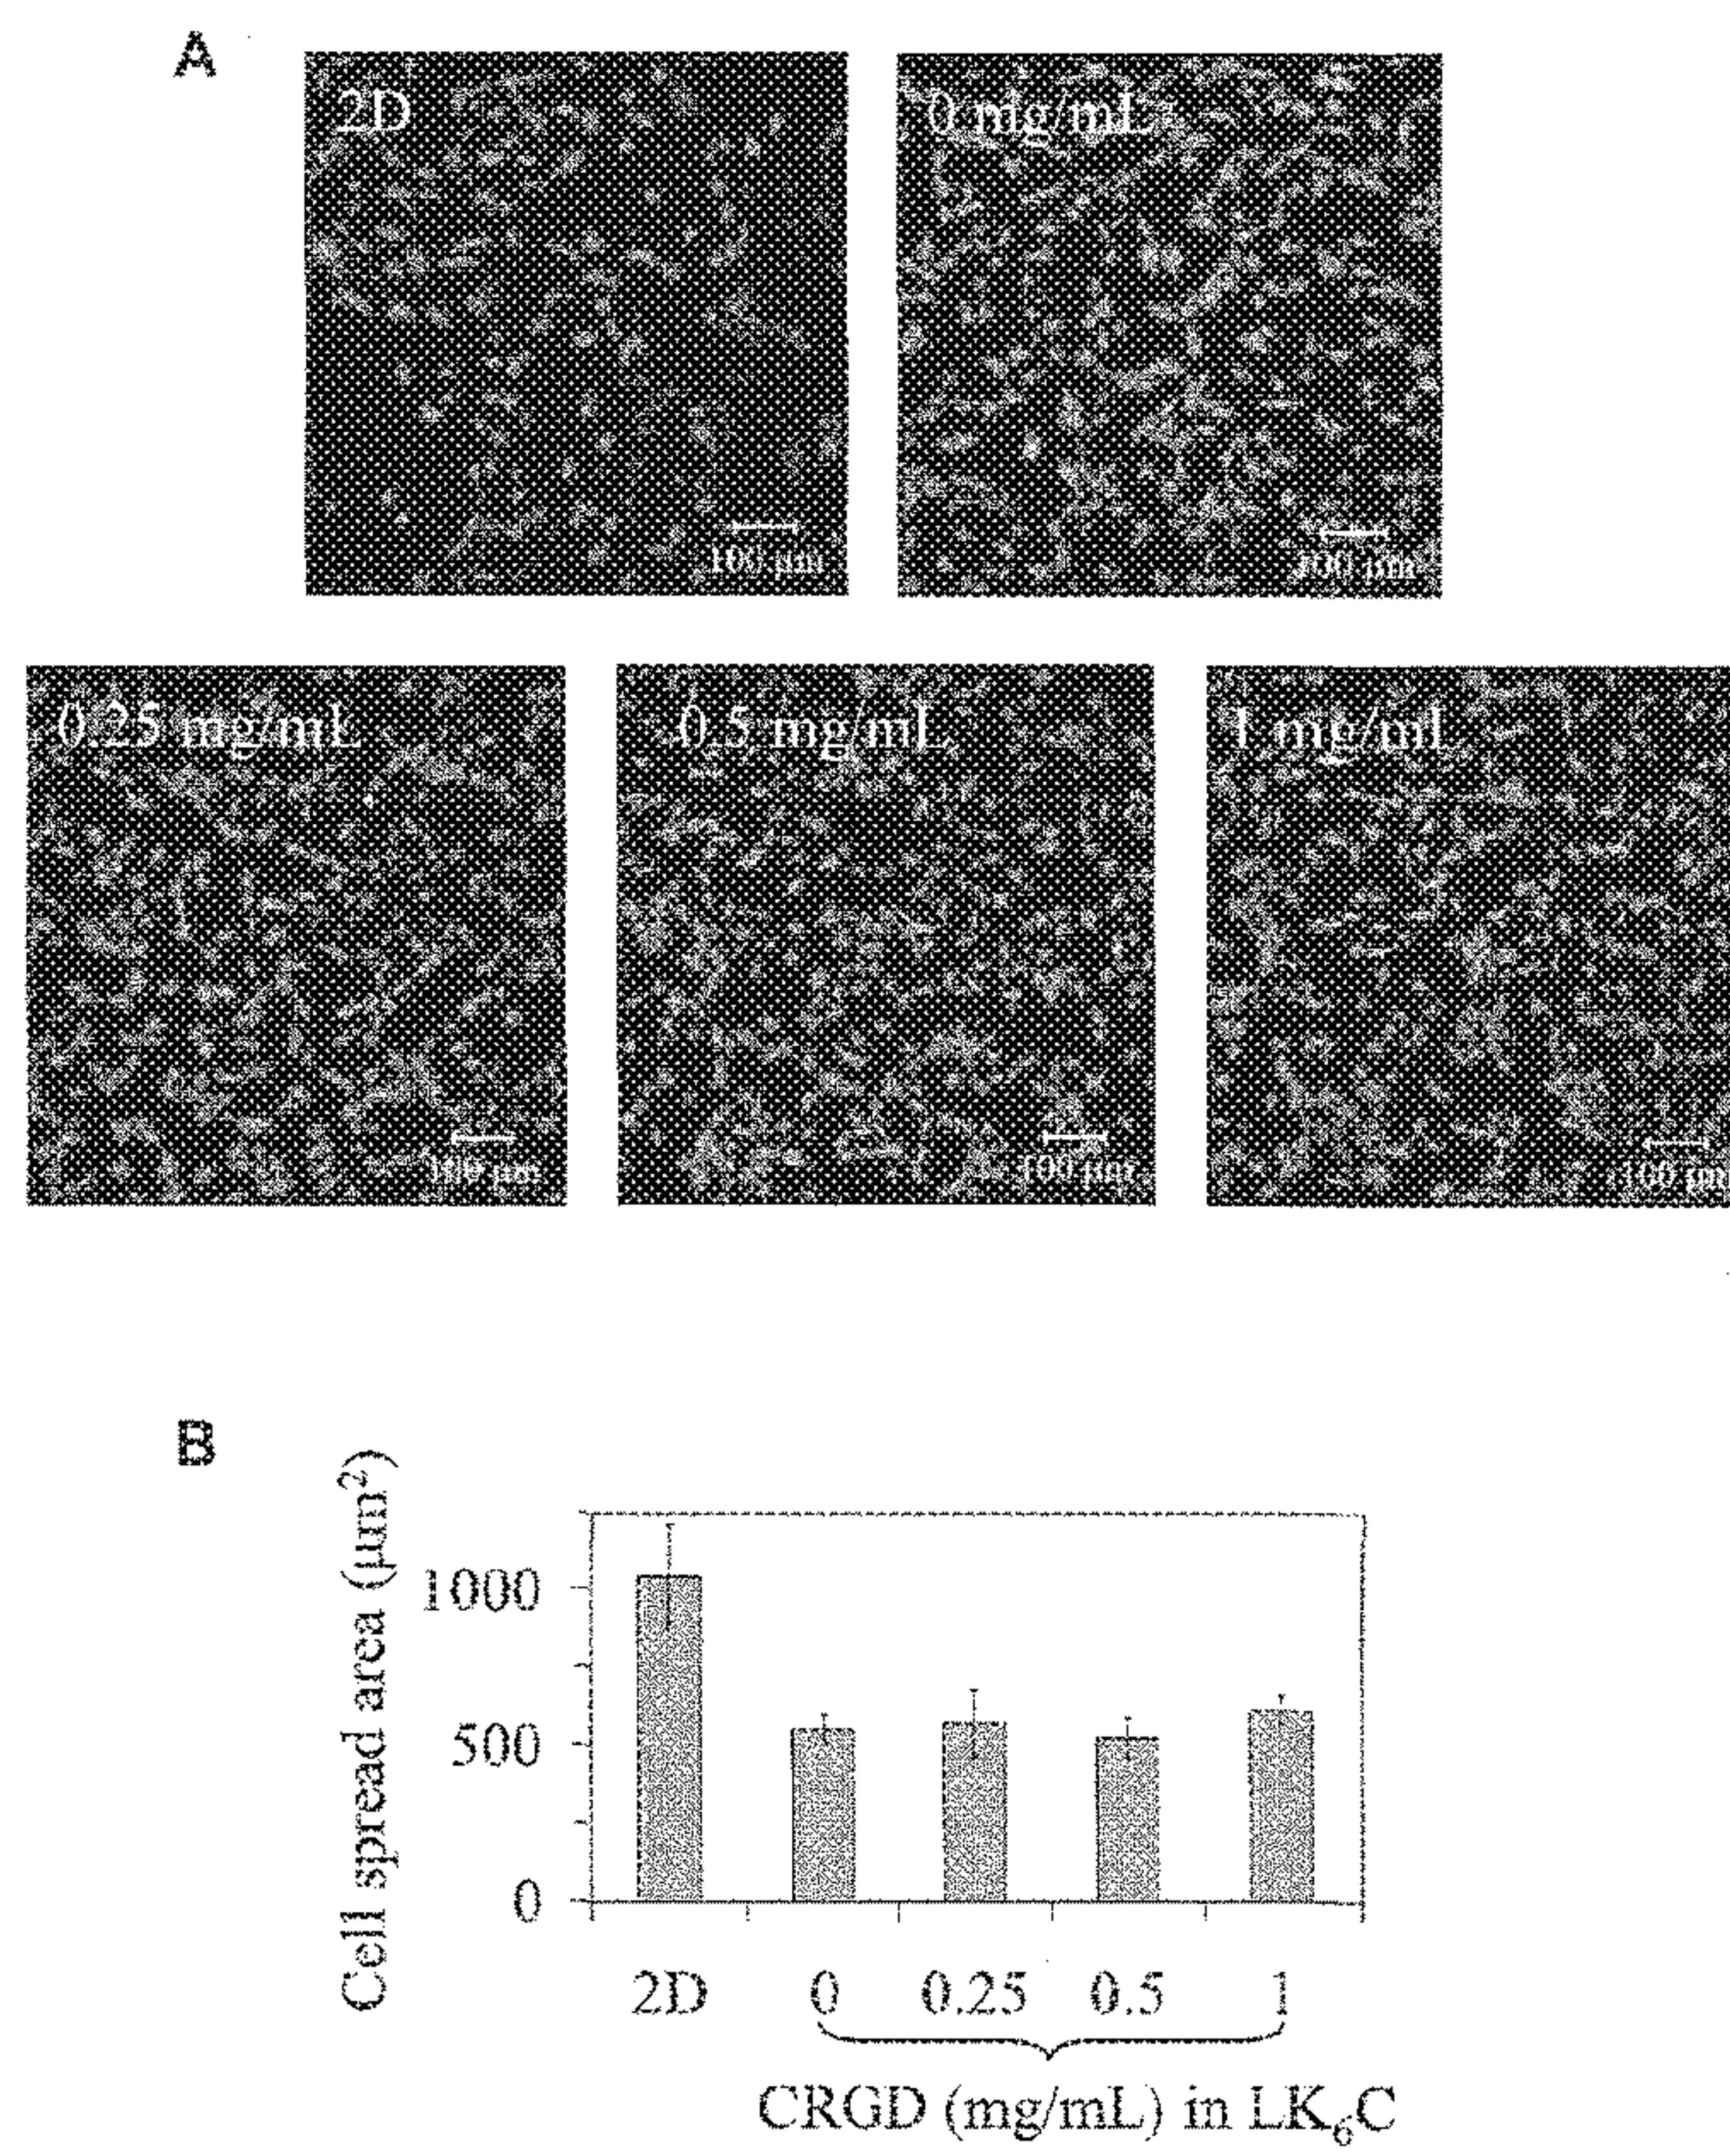 A
2D
0 mg/mL
100 µm
100 µm
0.25 mg/mL
0.5 mg/mL
1 mg/mL
100 µm
100 µm
100 µm
B
Cell spread area (µm²)
1000
500
0
2D 0 0.25 0.5 1
CRGD (mg/mL) in LK₆C